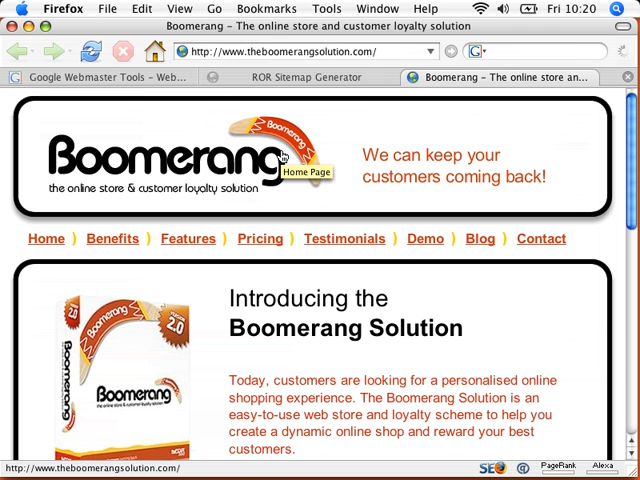 Firefox File Edit View Go Bookmarks Tools Window Help Fri 10:20
Boomerang – The online store and customer loyalty solution
http://www.theboomerangsolution.com/
Google Webmaster Tools – Web... ROR Sitemap Generator Boomerang – The online store an...
Boomerang
Boomerang
the online store & customer loyalty solution
Home Page
We can keep your
customers coming back!
Home Benefits Features Pricing Testimonials Demo Blog Contact
Introducing the
Boomerang Solution
Today, customers are looking for a personalised online
shopping experience. The Boomerang Solution is an
easy-to-use web store and loyalty scheme to help you
create a dynamic online shop and reward your best
customers.
Boomerang
2.0
2.0
Boomerang
Boomerang
the online store & customer loyalty solution
http://www.theboomerangsolution.com/ SEO PageRank Alexa